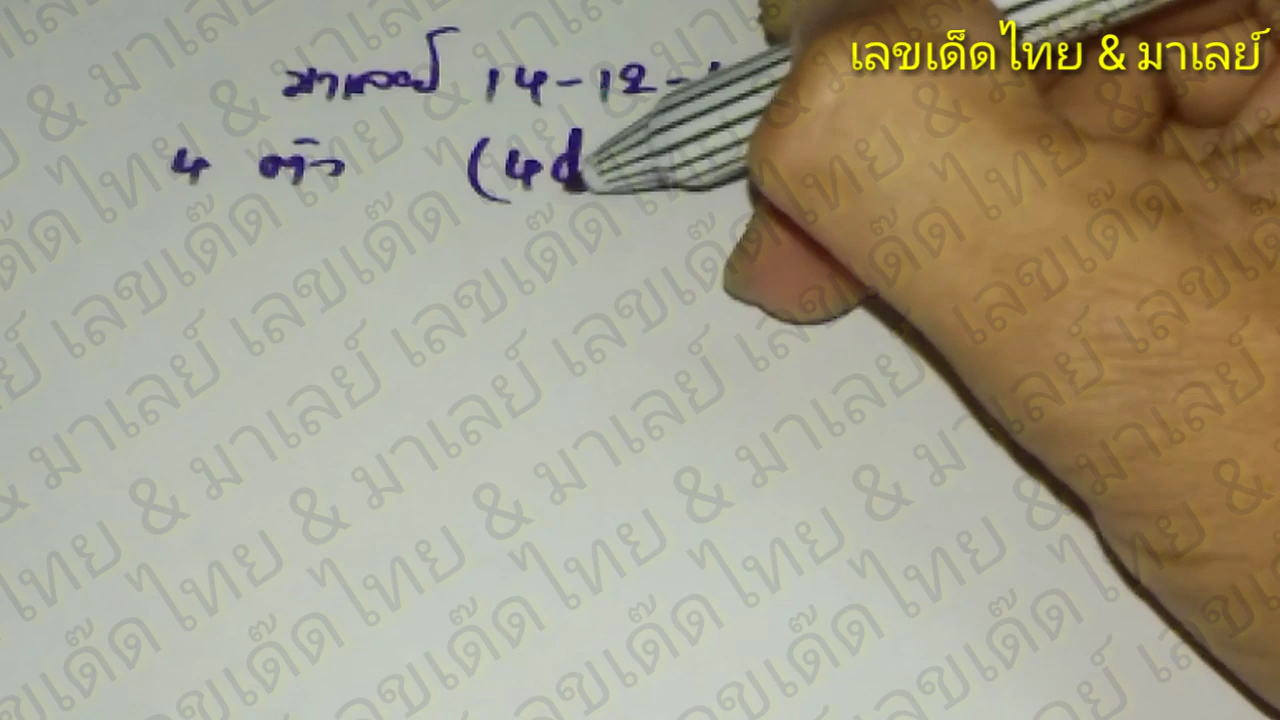 เลขเด็ดไทย & มาเลย์
มาเลย์ 14-12-
4 ตัว (4d